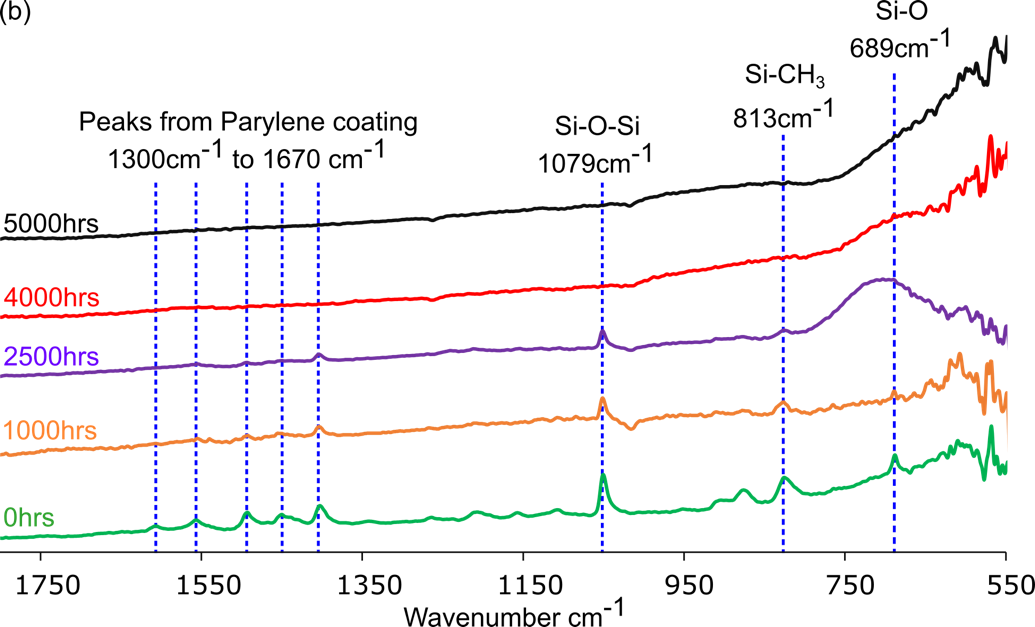 (b)
Si-O
689cm⁻¹
Si-CH₃
813cm⁻¹
Peaks from Parylene coating
1300cm⁻¹ to 1670 cm⁻¹
Si-O-Si
1079cm⁻¹
5000hrs
4000hrs
2500hrs
1000hrs
0hrs
1750 1550 1350 1150 950 750 550
Wavenumber cm⁻¹